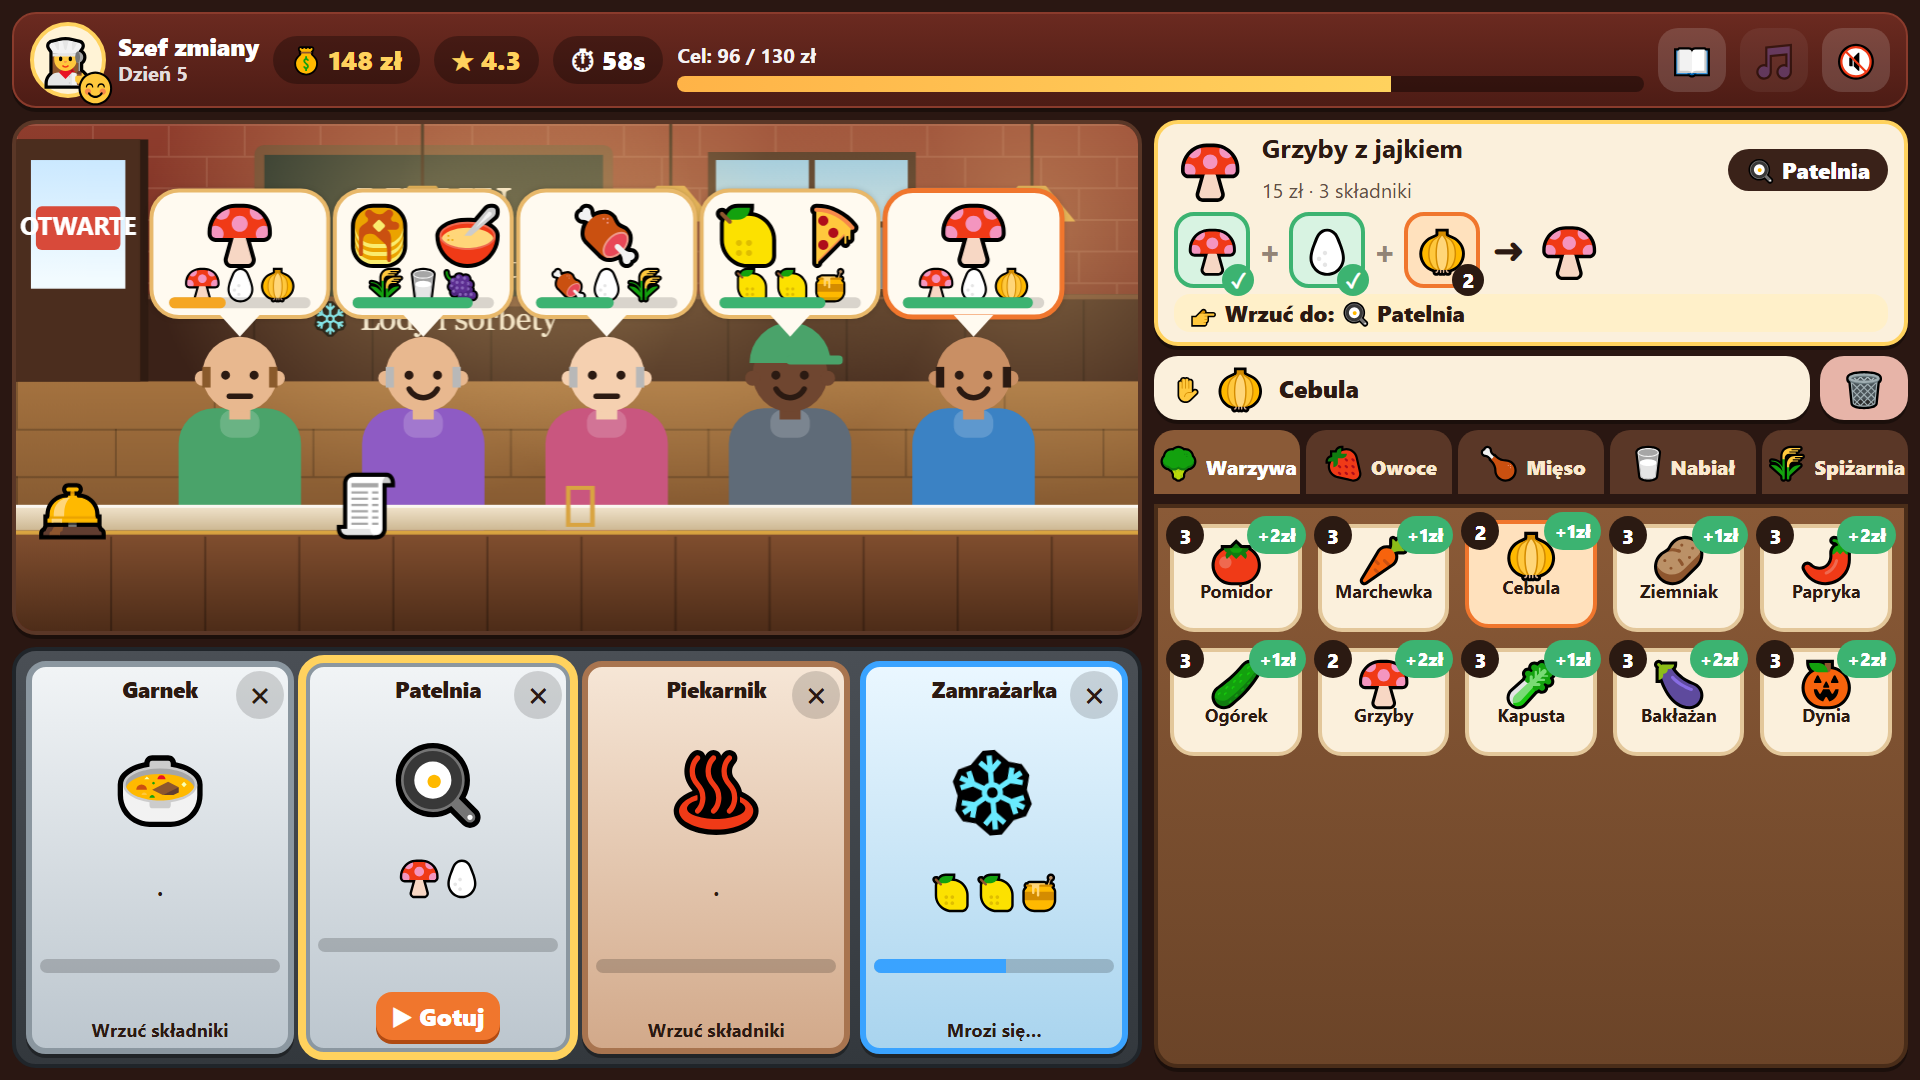 Szef zmiany
Dzień 5
148 zł
★ 4.3
58s
Cel: 96 / 130 zł
OTWARTE
Lody i sorbety
Grzyby z jajkiem
15 zł · 3 składniki
Patelnia
+ + 2 →
Wrzuć do: Patelnia
Cebula
Warzywa
Owoce
Mięso
Nabiał
Spiżarnia
3 +2zł Pomidor
3 +1zł Marchewka
2 +1zł Cebula
3 +1zł Ziemniak
3 +2zł Papryka
3 +1zł Ogórek
2 +2zł Grzyby
3 +1zł Kapusta
3 +2zł Bakłażan
3 +2zł Dynia
Garnek
Wrzuć składniki
Patelnia
Gotuj
Piekarnik
Wrzuć składniki
Zamrażarka
Mrozi się...